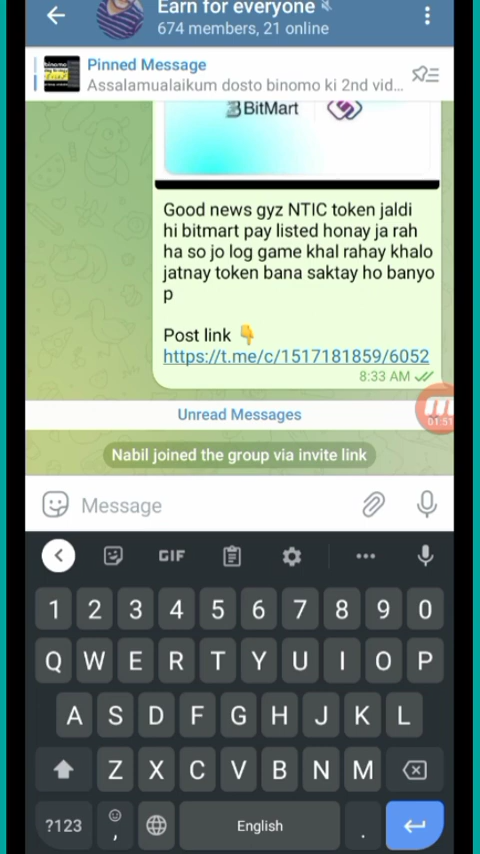 Earn for everyone
674 members, 21 online
Pinned Message
Assalamualaikum dosto binomo ki 2nd vid...
BitMart
Good news gyz NTIC token jaldi
hi bitmart pay listed honay ja rah
ha so jo log game khal rahay khalo
jatnay token bana saktay ho banyo
p
Post link 👇
https://t.me/c/1517181859/6052
8:33 AM
Unread Messages
01:51
Nabil joined the group via invite link
Message
GIF
1 2 3 4 5 6 7 8 9 0
Q W E R T Y U I O P
A S D F G H J K L
Z X C V B N M
?123 , English .